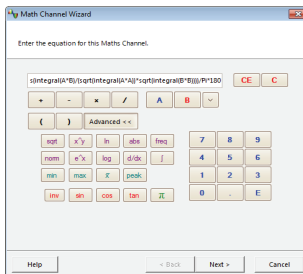 Math Channel Wizard
Enter the equation for this Maths Channel.
s(integral(A*B)/(sqrt(integral(A*A))*sqrt(integral(B*B))))/Pi*180
CE C
+ - × / A B
( ) Advanced <<
sqrt x^y ln abs freq 7 8 9
norm e^x log d/dx ∫ 4 5 6
min max peak 1 2 3
inv sin cos tan π 0 . E
Help < Back Next > Cancel